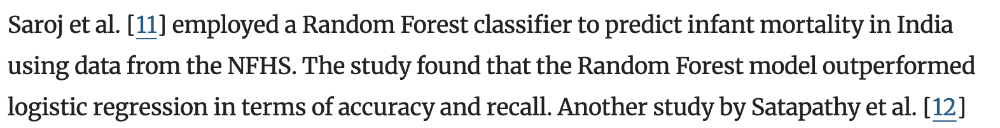 Saroj et al. [11] employed a Random Forest classifier to predict infant mortality in India
using data from the NFHS. The study found that the Random Forest model outperformed
logistic regression in terms of accuracy and recall. Another study by Satapathy et al. [12]